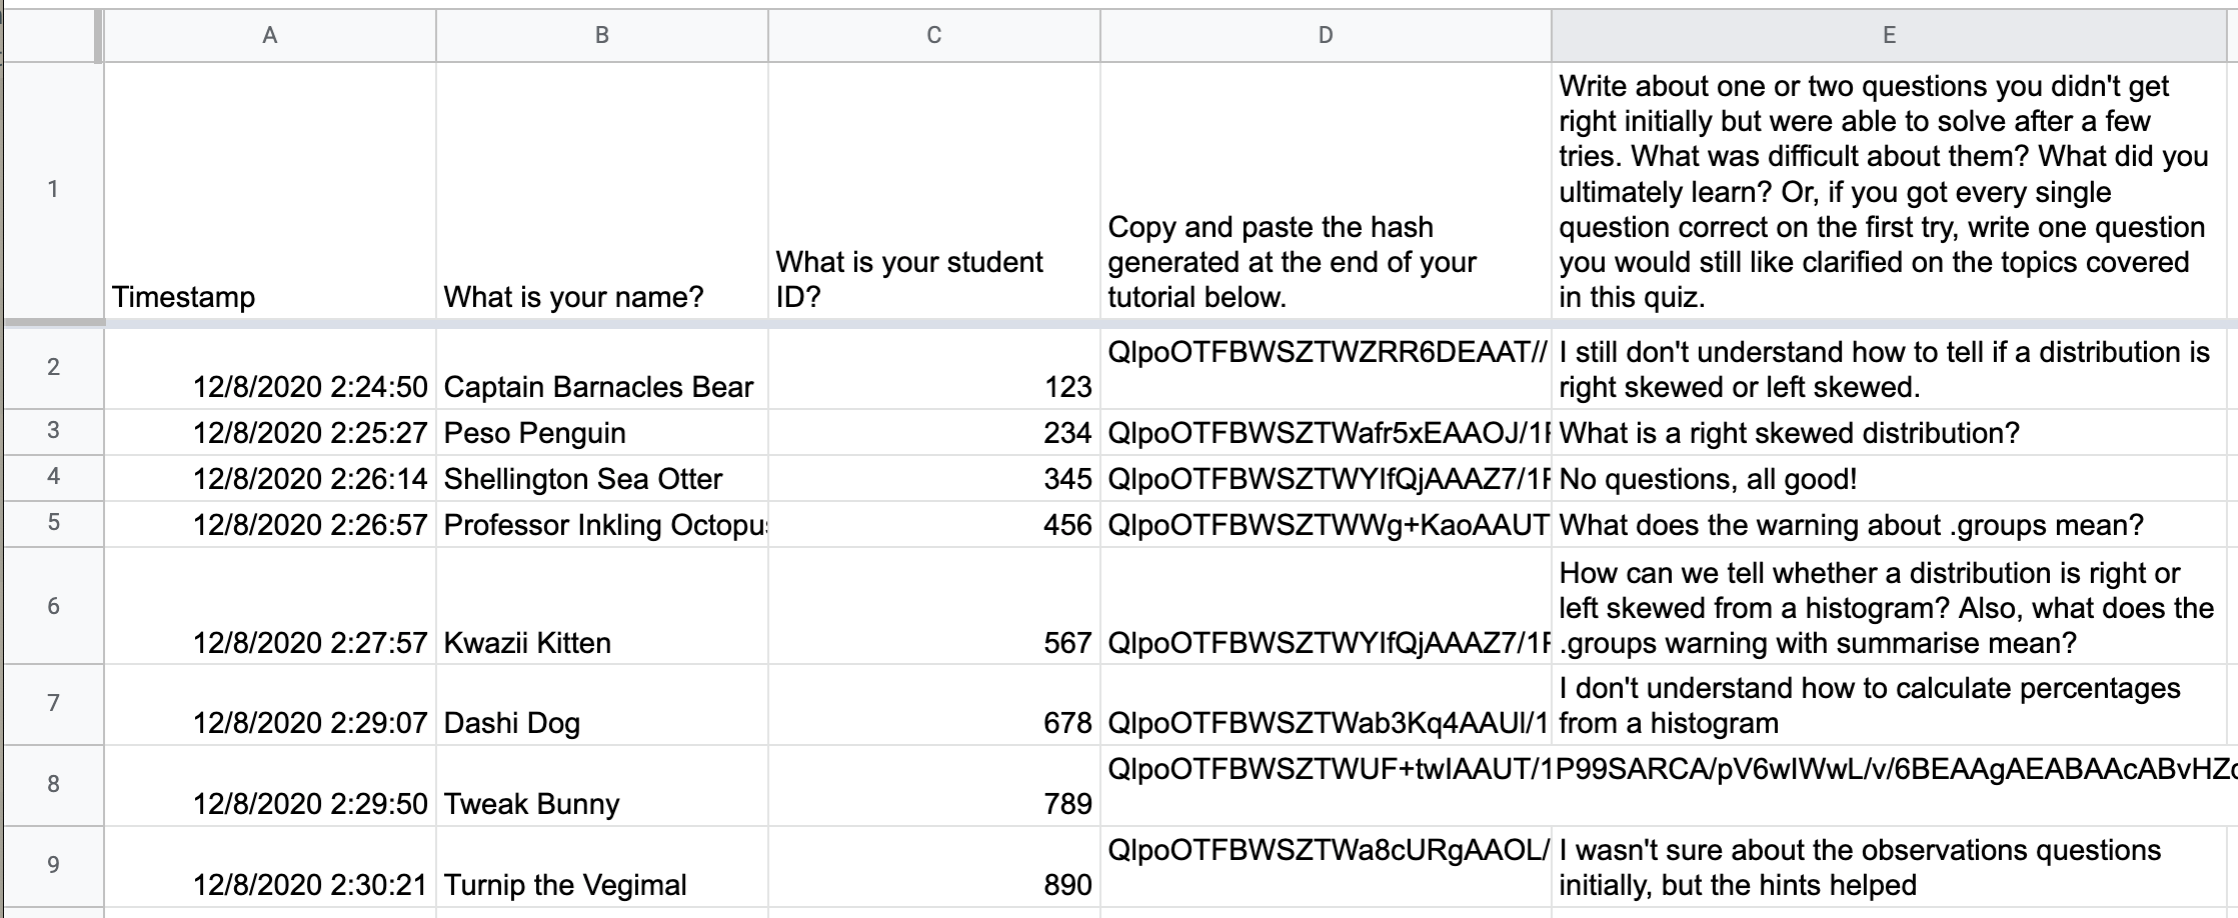 A B C D E
1
Timestamp
What is your name?
What is your student
ID?
Copy and paste the hash
generated at the end of your
tutorial below.
Write about one or two questions you didn't get
right initially but were able to solve after a few
tries. What was difficult about them? What did you
ultimately learn? Or, if you got every single
question correct on the first try, write one question
you would still like clarified on the topics covered
in this quiz.
2
12/8/2020 2:24:50 Captain Barnacles Bear 123 QlpoOTFBWSZTWZRR6DEAAT// I still don't understand how to tell if a distribution is
right skewed or left skewed.
3 12/8/2020 2:25:27 Peso Penguin 234 QlpoOTFBWSZTWafr5xEAAOJ/1 What is a right skewed distribution?
4 12/8/2020 2:26:14 Shellington Sea Otter 345 QlpoOTFBWSZTWYIfQjAAAZ7/1 No questions, all good!
5 12/8/2020 2:26:57 Professor Inkling Octopu 456 QlpoOTFBWSZTWWg+KaoAAUT What does the warning about .groups mean?
6
12/8/2020 2:27:57 Kwazii Kitten 567 QlpoOTFBWSZTWYIfQjAAAZ7/1 How can we tell whether a distribution is right or
left skewed from a histogram? Also, what does the
.groups warning with summarise mean?
7
12/8/2020 2:29:07 Dashi Dog 678 QlpoOTFBWSZTWab3Kq4AAUl/1 I don't understand how to calculate percentages
from a histogram
8
12/8/2020 2:29:50 Tweak Bunny 789 QlpoOTFBWSZTWUF+twIAAUT/1P99SARCA/pV6wIWwL/v/6BEAAgAEABAAcABvHZ
9
12/8/2020 2:30:21 Turnip the Vegimal 890 QlpoOTFBWSZTWa8cURgAAOL/ I wasn't sure about the observations questions
initially, but the hints helped